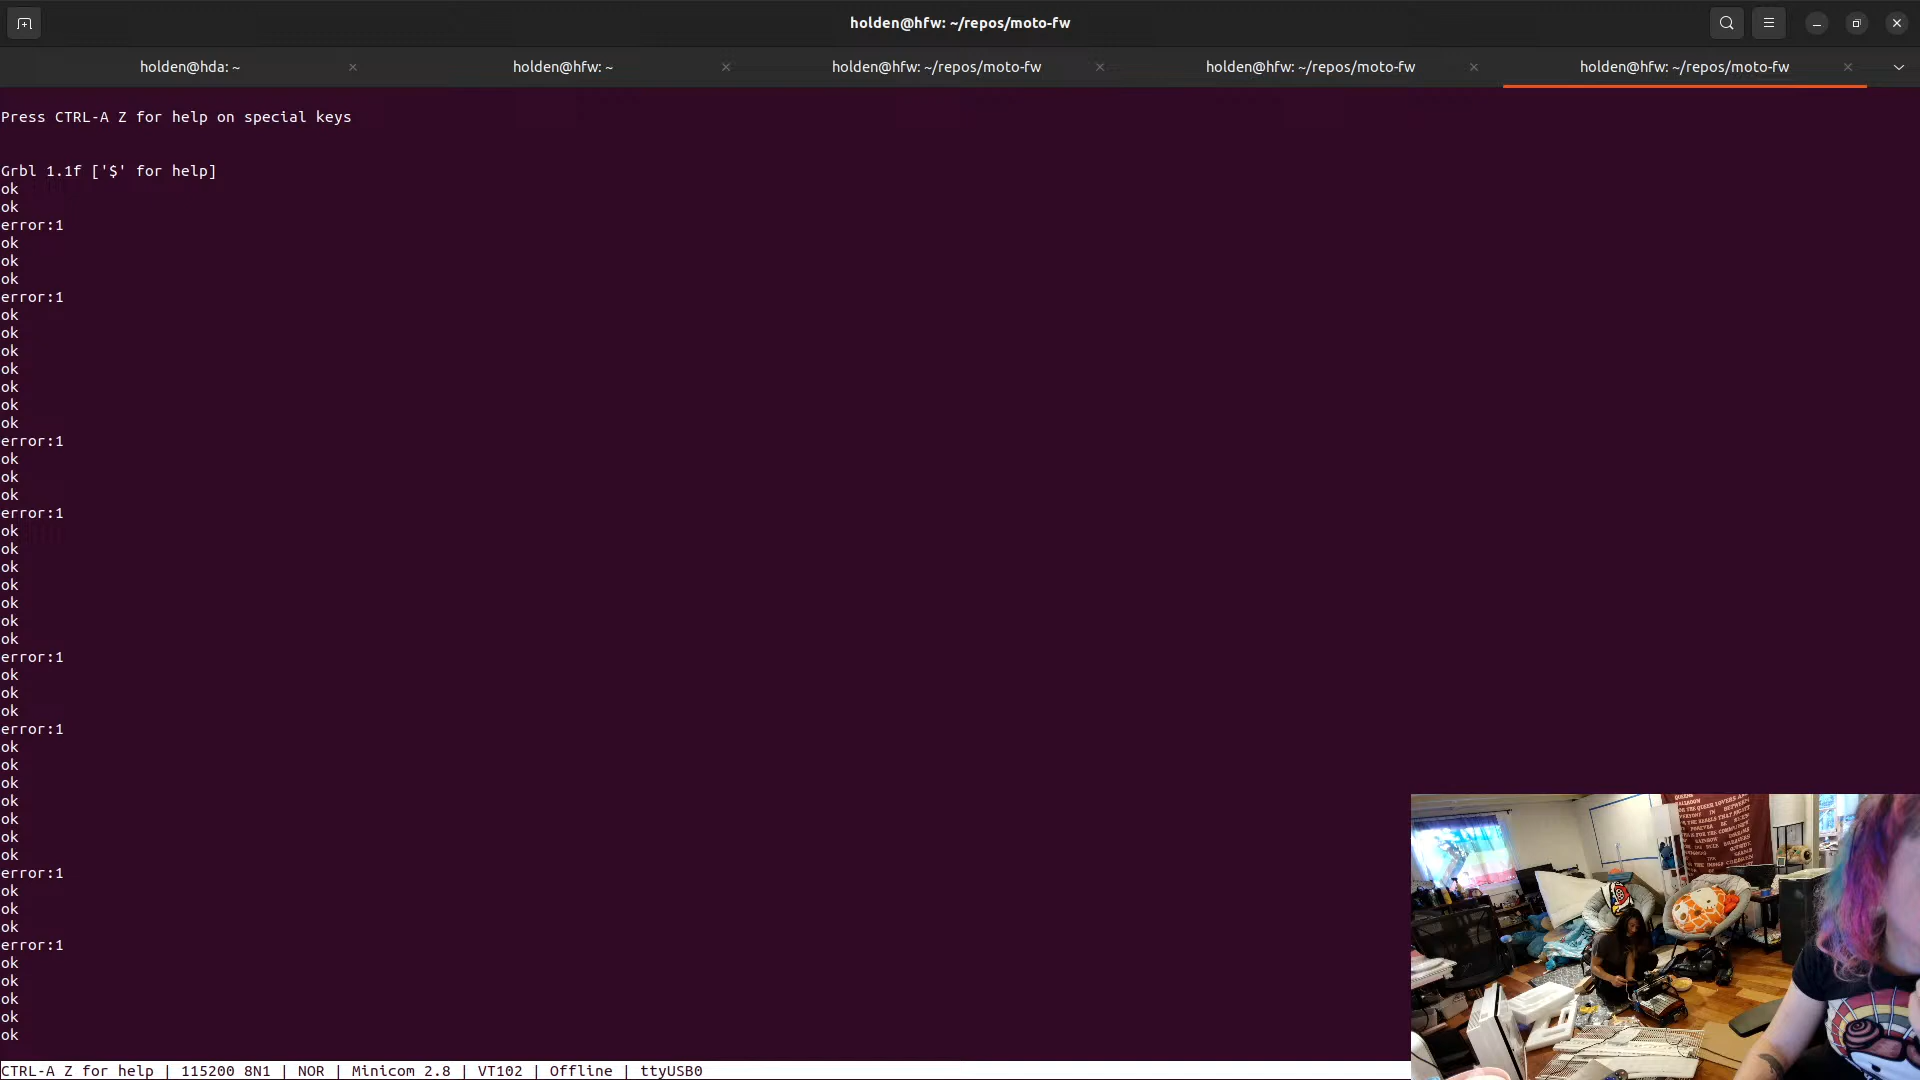 holden@hfw: ~/repos/moto-fw
holden@hda: ~
holden@hfw: ~
holden@hfw: ~/repos/moto-fw
holden@hfw: ~/repos/moto-fw
holden@hfw: ~/repos/moto-fw
Press CTRL-A Z for help on special keys
Grbl 1.1f ['$' for help]
ok
ok
error:1
ok
ok
ok
error:1
ok
ok
ok
ok
ok
ok
ok
error:1
ok
ok
ok
error:1
ok
ok
ok
ok
ok
ok
ok
error:1
ok
ok
ok
error:1
ok
ok
ok
ok
ok
ok
ok
error:1
ok
ok
ok
error:1
ok
ok
ok
ok
ok
CTRL-A Z for help | 115200 8N1 | NOR | Minicom 2.8 | VT102 | Offline | ttyUSB0